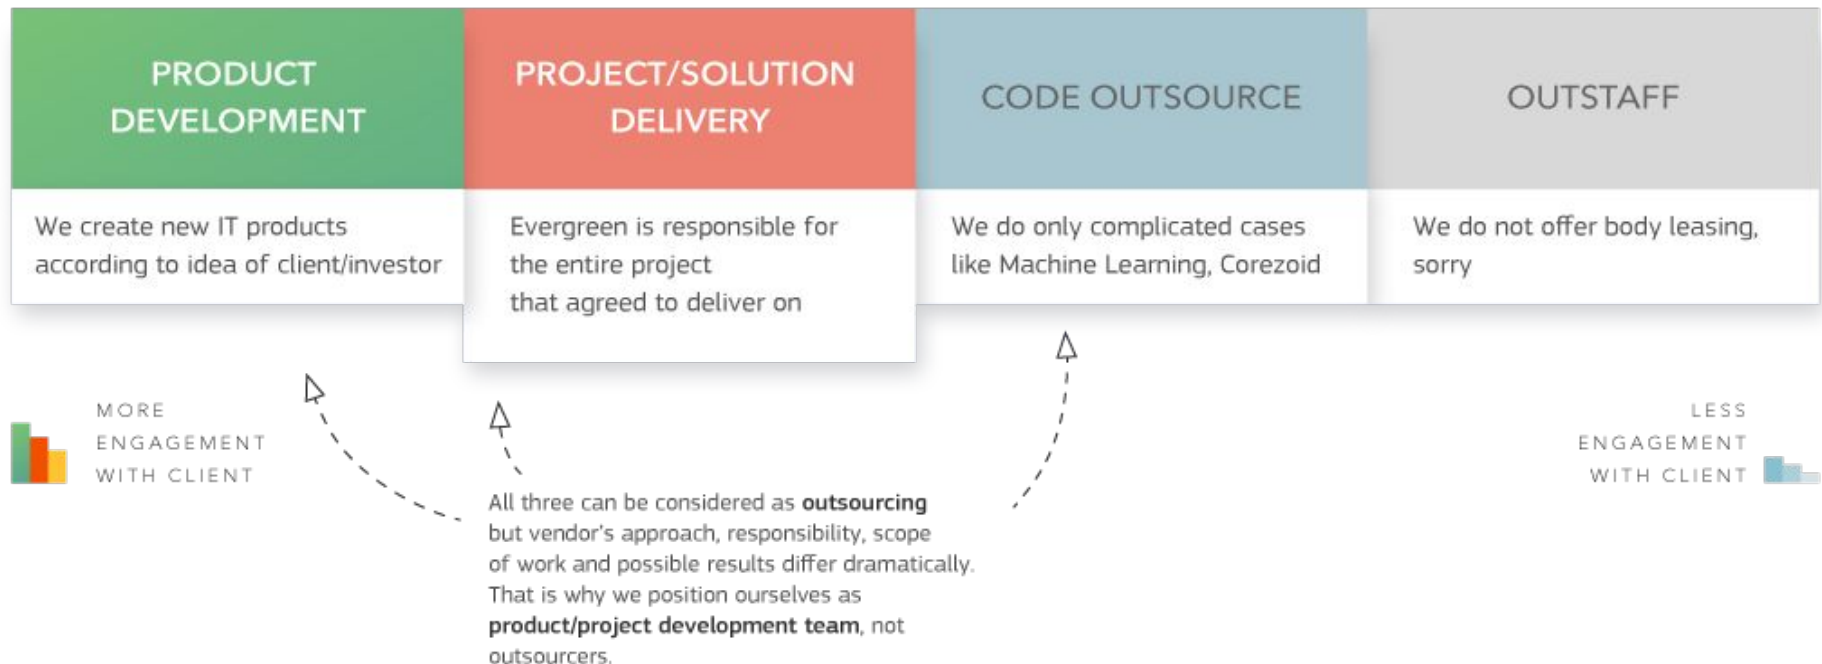 PRODUCT
DEVELOPMENT
PROJECT/SOLUTION
DELIVERY
CODE OUTSOURCE
OUTSTAFF
We create new IT products
according to idea of client/investor
Evergreen is responsible for
the entire project
that agreed to deliver on
We do only complicated cases
like Machine Learning, Corezoid
We do not offer body leasing,
sorry
MORE
ENGAGEMENT
WITH CLIENT
LESS
ENGAGEMENT
WITH CLIENT
All three can be considered as outsourcing
but vendor's approach, responsibility, scope
of work and possible results differ dramatically.
That is why we position ourselves as
product/project development team, not
outsourcers.